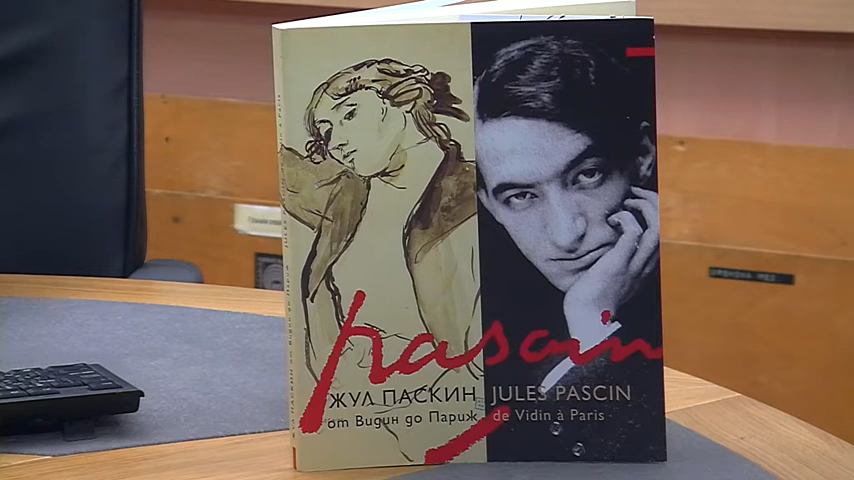 pascin
ЖУЛ ПАСКИН
от Видин до Париж
JULES PASCIN
de Vidin à Paris